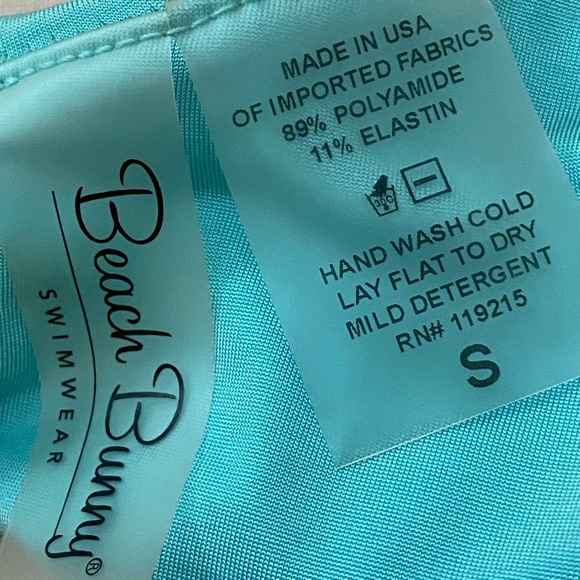 Beach Bunny®
SWIMWEAR
MADE IN USA
OF IMPORTED FABRICS
89% POLYAMIDE
11% ELASTIN
HAND WASH COLD
LAY FLAT TO DRY
MILD DETERGENT
RN# 119215
S